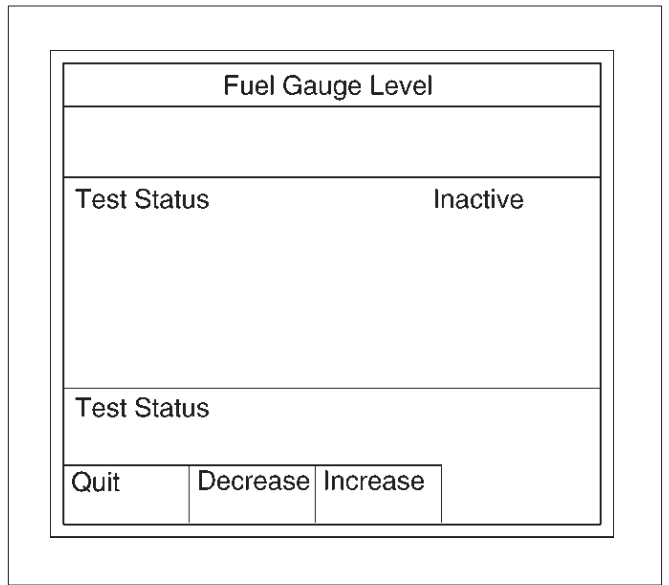 Fuel Gauge Level
Test Status Inactive
Test Status
Quit Decrease Increase